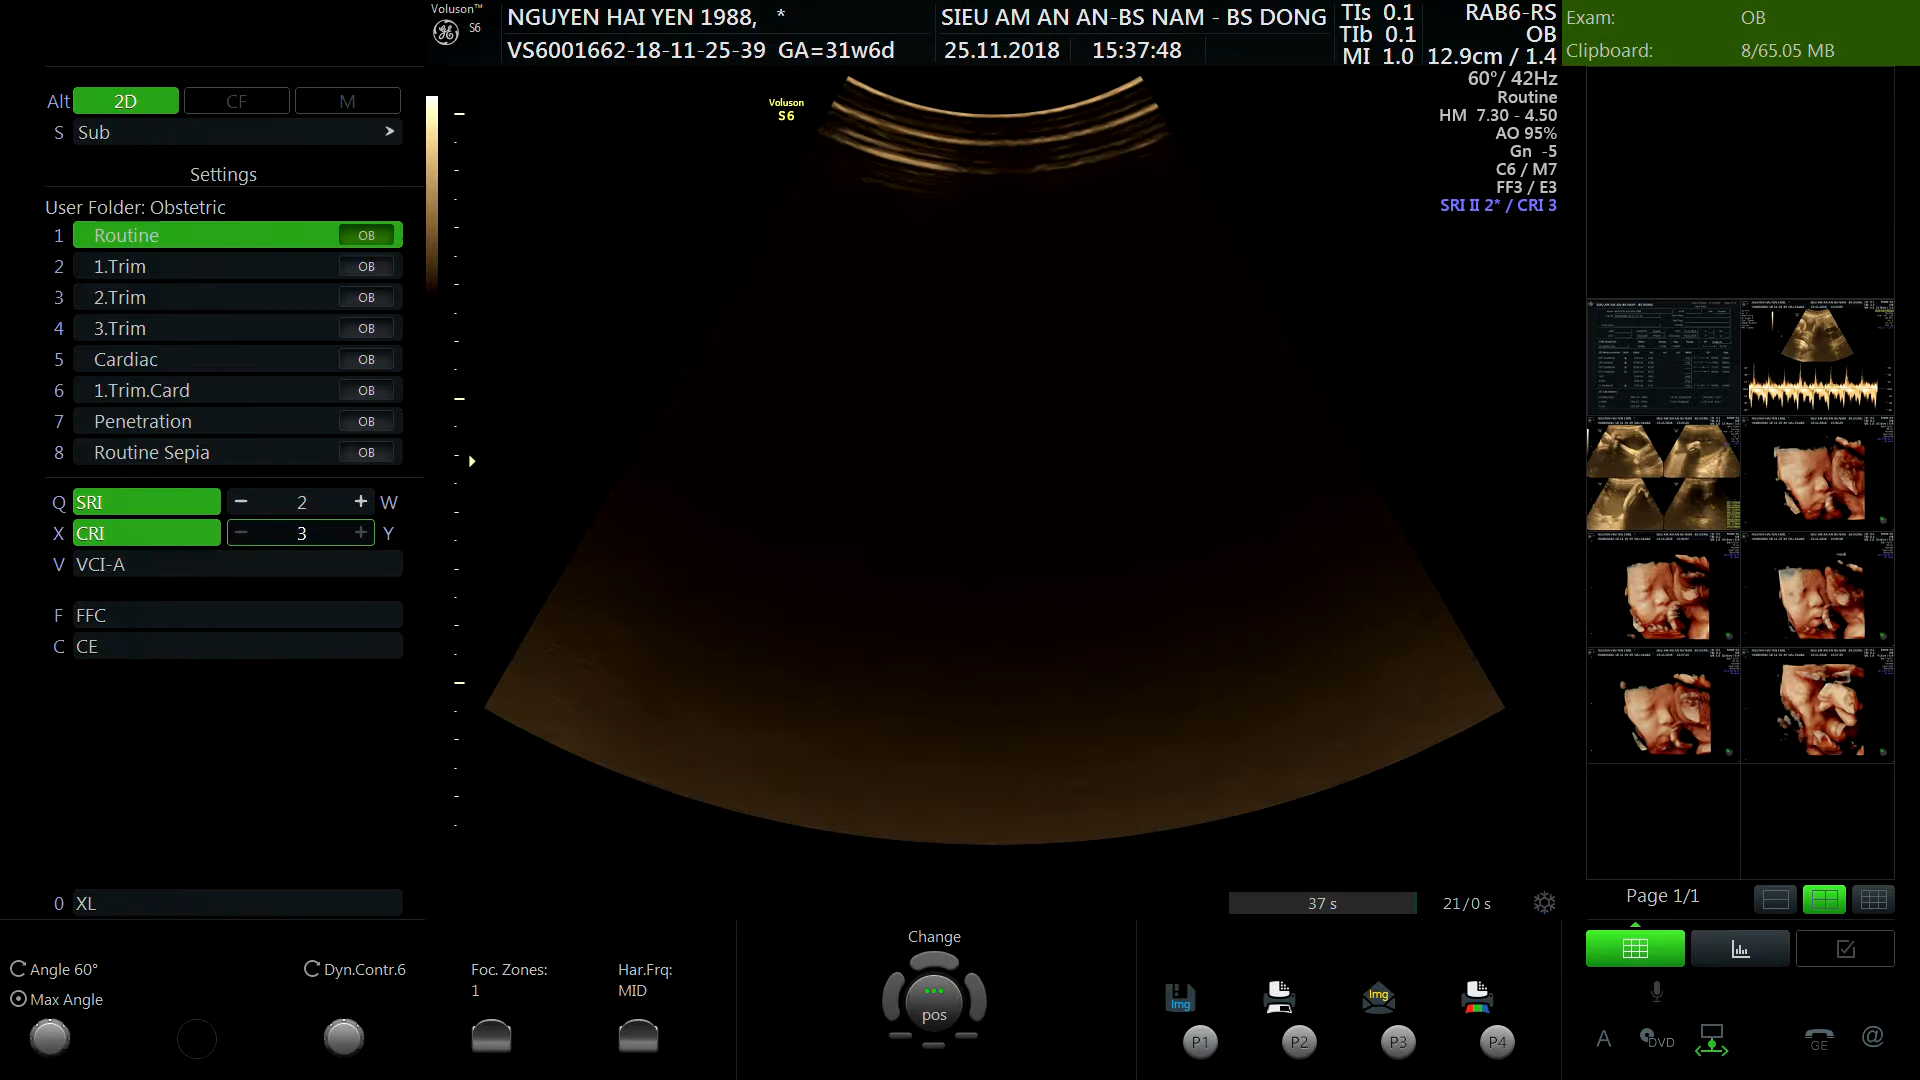 Voluson™
S6
NGUYEN HAI YEN 1988, *
SIEU AM AN AN-BS NAM - BS DONG
VS6001662-18-11-25-39 GA=31w6d
25.11.2018 15:37:48
TIs 0.1
TIb 0.1
MI 1.0
RAB6-RS
OB
12.9cm / 1.4
60°/ 42Hz
Routine
HM 7.30 - 4.50
AO 95%
Gn -5
C6 / M7
FF3 / E3
SRI II 2* / CRI 3
Exam: OB
Clipboard: 8/65.05 MB
Alt 2D CF M
S Sub
Settings
User Folder: Obstetric
1 Routine OB
2 1.Trim OB
3 2.Trim OB
4 3.Trim OB
5 Cardiac OB
6 1.Trim.Card OB
7 Penetration OB
8 Routine Sepia OB
Q SRI − 2 + W
X CRI − 3 + Y
V VCI-A
F FFC
C CE
0 XL
Voluson
S6
37 s
21/0 s
Page 1/1
Angle 60°
Max Angle
Dyn.Contr.6
Foc. Zones:
1
Har.Frq:
MID
Change
pos
Img
Img
P1 P2 P3 P4
A DVD GE @